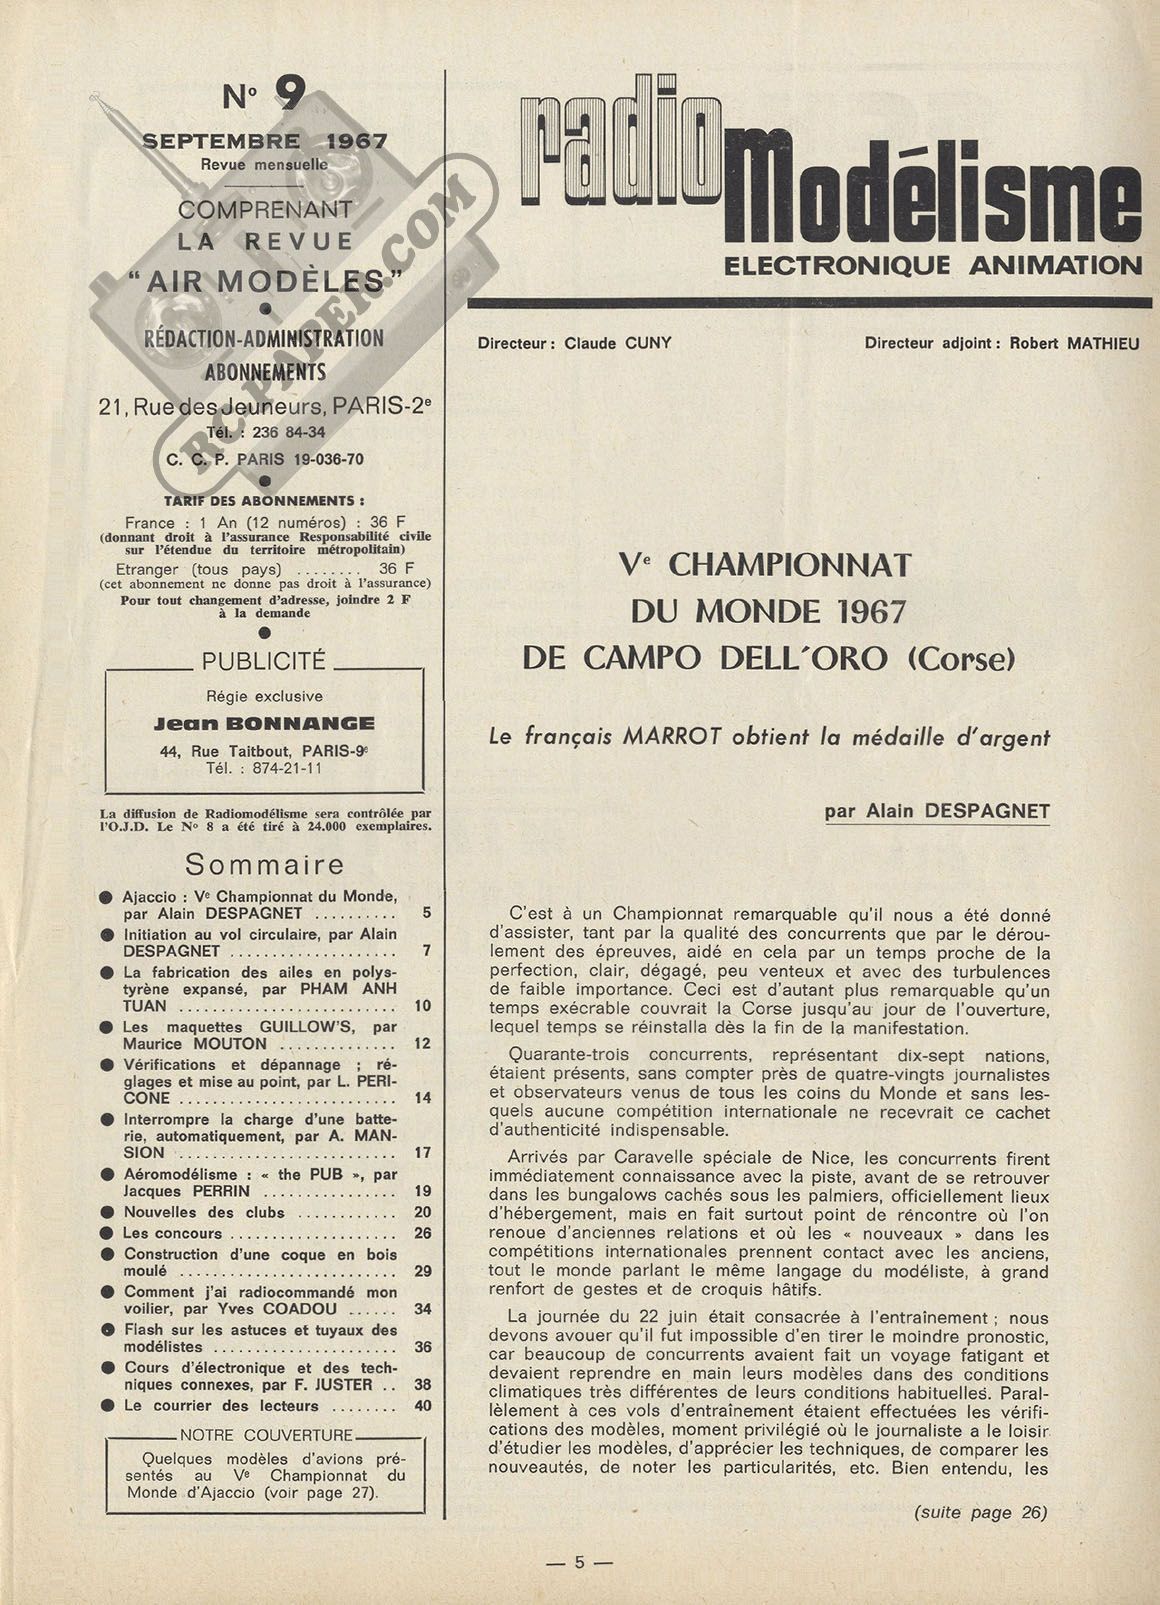 N° 9
SEPTEMBRE 1967
Revue mensuelle
COMPRENANT
LA REVUE
“AIR MODÈLES”
RÉDACTION-ADMINISTRATION
ABONNEMENTS
21, Rue des Jeuneurs, PARIS-2e
Tél. : 236 84-34
C. C. P. PARIS 19-036-70
RC-PAPER.COM
TARIF DES ABONNEMENTS :
France : 1 An (12 numéros) : 36 F
(donnant droit à l'assurance Responsabilité civile
sur l'étendue du territoire métropolitain)
Etranger (tous pays) ........ 36 F
(cet abonnement ne donne pas droit à l'assurance)
Pour tout changement d'adresse, joindre 2 F
à la demande
PUBLICITÉ
Régie exclusive
Jean BONNANGE
44, Rue Taitbout, PARIS-9e
Tél. : 874-21-11
La diffusion de Radiomodélisme sera contrôlée par
l'O.J.D. Le No 8 a été tiré à 24.000 exemplaires.
Sommaire
● Ajaccio : Ve Championnat du Monde,
par Alain DESPAGNET .......... 5
● Initiation au vol circulaire, par Alain
DESPAGNET .................... 7
● La fabrication des ailes en polys-
tyrène expansé, par PHAM ANH
TUAN .......................... 10
● Les maquettes GUILLOW'S, par
Maurice MOUTON .............. 12
● Vérifications et dépannage ; ré-
glages et mise au point, par L. PERI-
CONE .......................... 14
● Interrompre la charge d'une batte-
rie, automatiquement, par A. MAN-
SION .......................... 17
● Aéromodélisme : « the PUB », par
Jacques PERRIN ................ 19
● Nouvelles des clubs ............ 20
● Les concours .................... 26
● Construction d'une coque en bois
moulé .......................... 29
● Comment j'ai radiocommandé mon
voilier, par Yves COADOU ...... 34
● Flash sur les astuces et tuyaux des
modélistes ...................... 36
● Cours d'électronique et des tech-
niques connexes, par F. JUSTER .. 38
● Le courrier des lecteurs ........ 40
NOTRE COUVERTURE
Quelques modèles d'avions pré-
sentés au Ve Championnat du
Monde d'Ajaccio (voir page 27).
radio
Modélisme
ELECTRONIQUE ANIMATION
Directeur : Claude CUNY Directeur adjoint : Robert MATHIEU
Ve CHAMPIONNAT
DU MONDE 1967
DE CAMPO DELL'ORO (Corse)
Le français MARROT obtient la médaille d'argent
par Alain DESPAGNET
C'est à un Championnat remarquable qu'il nous a été donné
d'assister, tant par la qualité des concurrents que par le dérou-
lement des épreuves, aidé en cela par un temps proche de la
perfection, clair, dégagé, peu venteux et avec des turbulences
de faible importance. Ceci est d'autant plus remarquable qu'un
temps exécrable couvrait la Corse jusqu'au jour de l'ouverture,
lequel temps se réinstalla dès la fin de la manifestation.
Quarante-trois concurrents, représentant dix-sept nations,
étaient présents, sans compter près de quatre-vingts journalistes
et observateurs venus de tous les coins du Monde et sans les-
quels aucune compétition internationale ne recevrait ce cachet
d'authenticité indispensable.
Arrivés par Caravelle spéciale de Nice, les concurrents firent
immédiatement connaissance avec la piste, avant de se retrouver
dans les bungalows cachés sous les palmiers, officiellement lieux
d'hébergement, mais en fait surtout point de réncontre où l'on
renoue d'anciennes relations et où les « nouveaux » dans les
compétitions internationales prennent contact avec les anciens,
tout le monde parlant le même langage du modéliste, à grand
renfort de gestes et de croquis hâtifs.
La journée du 22 juin était consacrée à l'entraînement ; nous
devons avouer qu'il fut impossible d'en tirer le moindre pronostic,
car beaucoup de concurrents avaient fait un voyage fatigant et
devaient reprendre en main leurs modèles dans des conditions
climatiques très différentes de leurs conditions habituelles. Paral-
lèlement à ces vols d'entraînement étaient effectuées les vérifi-
cations des modèles, moment privilégié où le journaliste a le loisir
d'étudier les modèles, d'apprécier les techniques, de comparer les
nouveautés, de noter les particularités, etc. Bien entendu, les
(suite page 26)
— 5 —